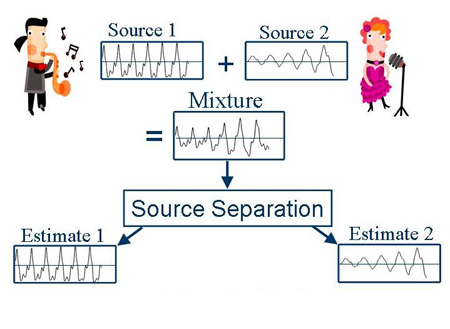 Source 1
Source 2
+
Mixture
=
Source Separation
Estimate 1
Estimate 2